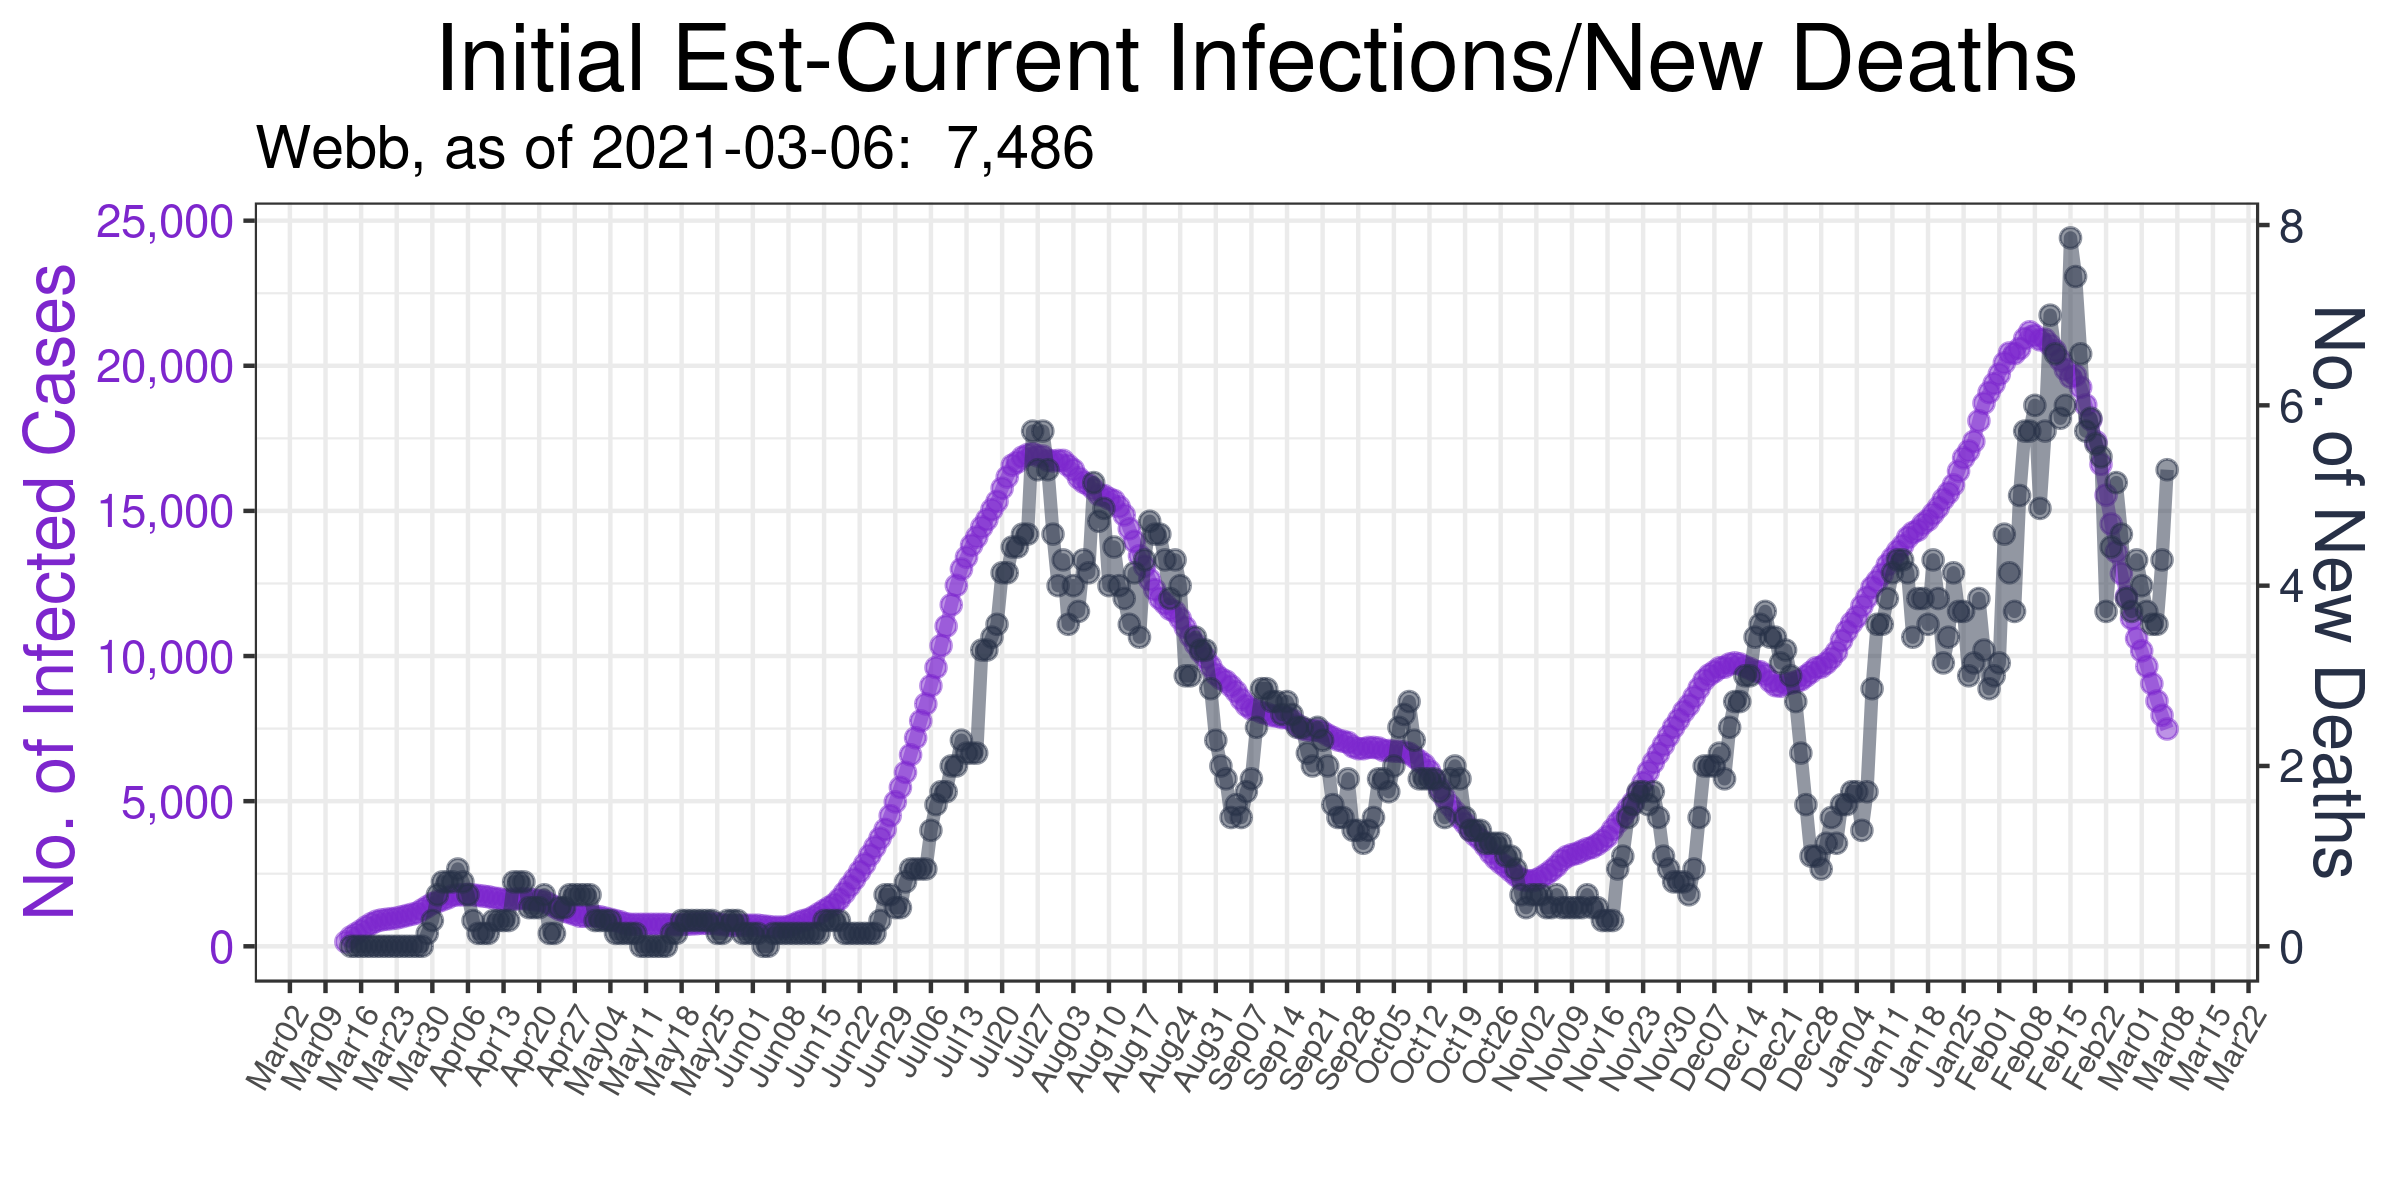 Initial Est-Current Infections/New Deaths
Webb, as of 2021-03-06:  7,486
No. of Infected Cases
25,000
20,000
15,000
10,000
5,000
0
8
6
4
2
0
No. of New Deaths
Mar02
Mar09
Mar16
Mar23
Mar30
Apr06
Apr13
Apr20
Apr27
May04
May11
May18
May25
Jun01
Jun08
Jun15
Jun22
Jun29
Jul06
Jul13
Jul20
Jul27
Aug03
Aug10
Aug17
Aug24
Aug31
Sep07
Sep14
Sep21
Sep28
Oct05
Oct12
Oct19
Oct26
Nov02
Nov09
Nov16
Nov23
Nov30
Dec07
Dec14
Dec21
Dec28
Jan04
Jan11
Jan18
Jan25
Feb01
Feb08
Feb15
Feb22
Mar01
Mar08
Mar15
Mar22